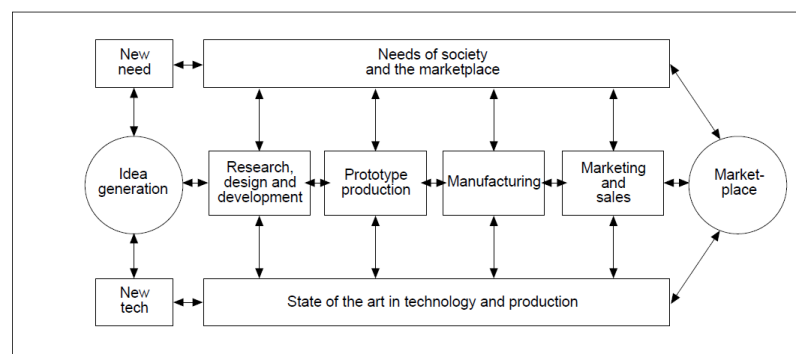 New
need
Needs of society
and the marketplace
Idea
generation
Research,
design and
development
Prototype
production
Manufacturing
Marketing
and
sales
Market-
place
New
tech
State of the art in technology and production